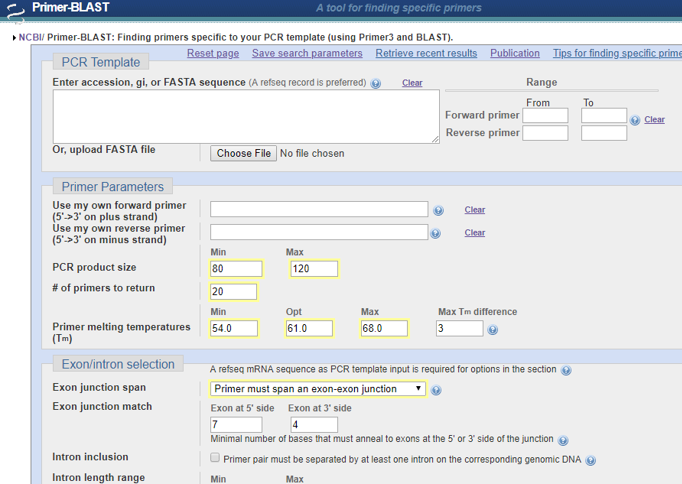 Primer-BLAST
A tool for finding specific primers
NCBI/ Primer-BLAST: Finding primers specific to your PCR template (using Primer3 and BLAST).
Reset page Save search parameters Retrieve recent results Publication Tips for finding specific prime
PCR Template
Enter accession, gi, or FASTA sequence (A refseq record is preferred) Clear
Range
From To
Forward primer Clear
Reverse primer
Or, upload FASTA file Choose File No file chosen
Primer Parameters
Use my own forward primer
(5'->3' on plus strand) Clear
Use my own reverse primer
(5'->3' on minus strand) Clear
Min Max
PCR product size 80 120
# of primers to return 20
Min Opt Max Max Tm difference
Primer melting temperatures 54.0 61.0 68.0 3
(Tm)
Exon/intron selection
A refseq mRNA sequence as PCR template input is required for options in the section
Exon junction span Primer must span an exon-exon junction
Exon junction match Exon at 5' side Exon at 3' side
7 4
Minimal number of bases that must anneal to exons at the 5' or 3' side of the junction
Intron inclusion Primer pair must be separated by at least one intron on the corresponding genomic DNA
Intron length range Min Max